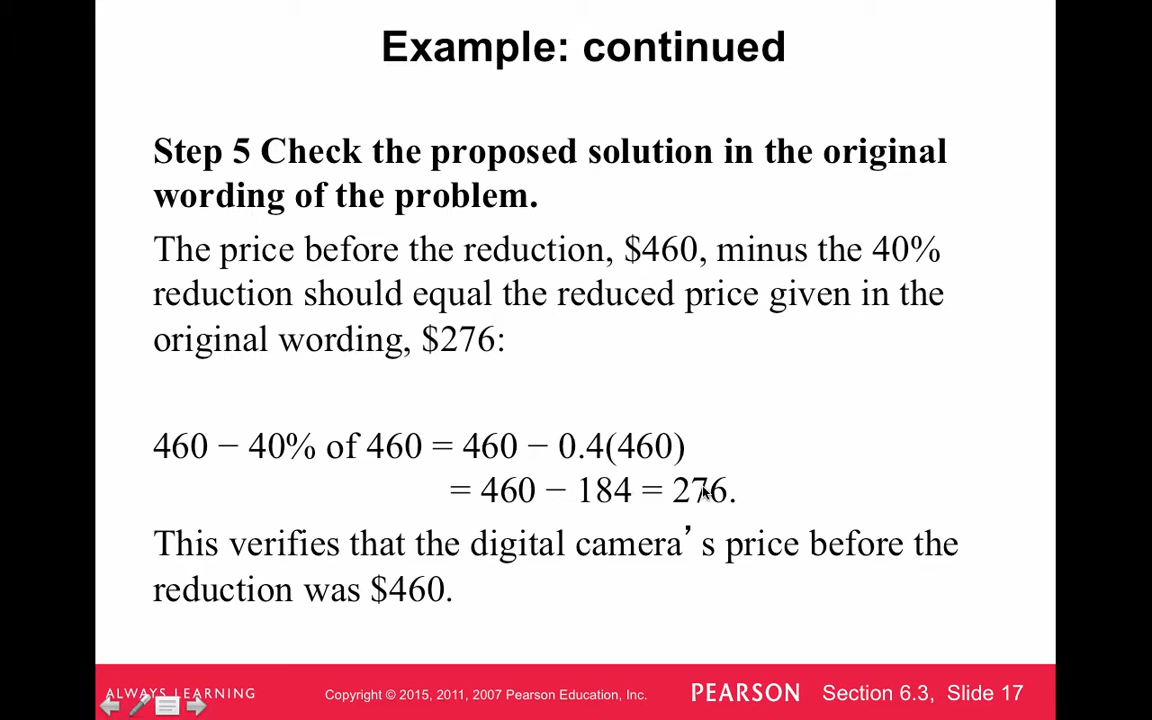 Example: continued
Step 5 Check the proposed solution in the original
wording of the problem.
The price before the reduction, $460, minus the 40%
reduction should equal the reduced price given in the
original wording, $276:
460 − 40% of 460 = 460 − 0.4(460)
= 460 − 184 = 276.
This verifies that the digital camera’s price before the
reduction was $460.
ALWAYS LEARNING Copyright © 2015, 2011, 2007 Pearson Education, Inc. PEARSON Section 6.3, Slide 17